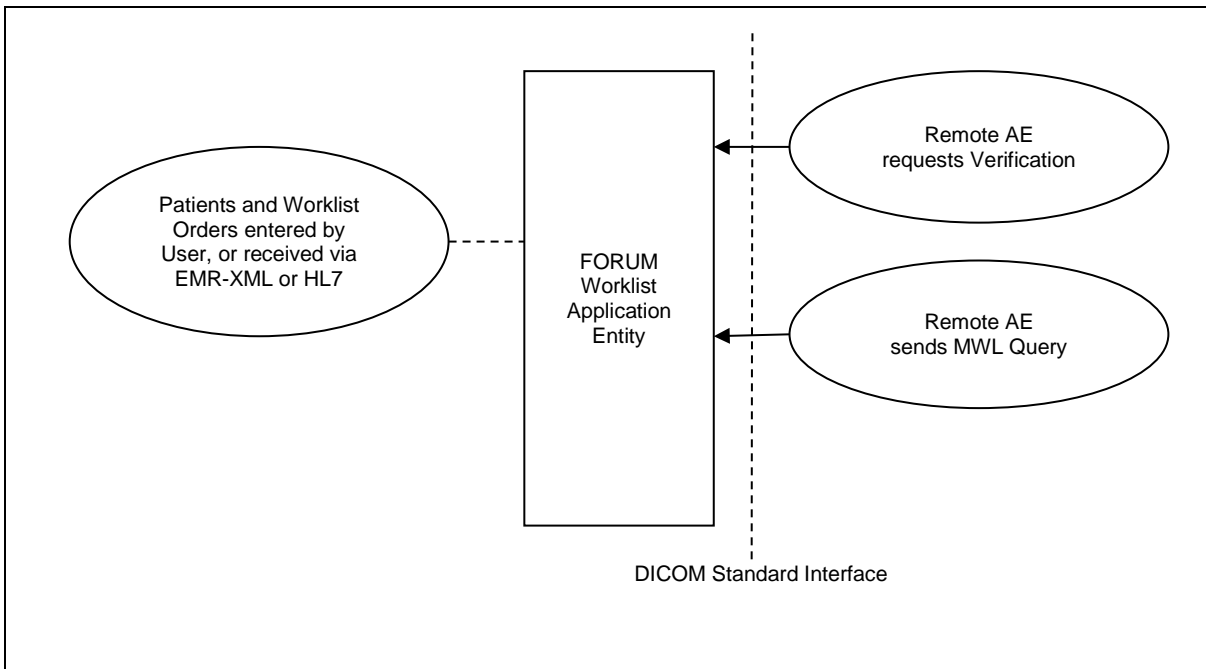 Patients and Worklist
Orders entered by
User, or received via
EMR-XML or HL7
FORUM
Worklist
Application
Entity
Remote AE
requests Verification
Remote AE
sends MWL Query
DICOM Standard Interface